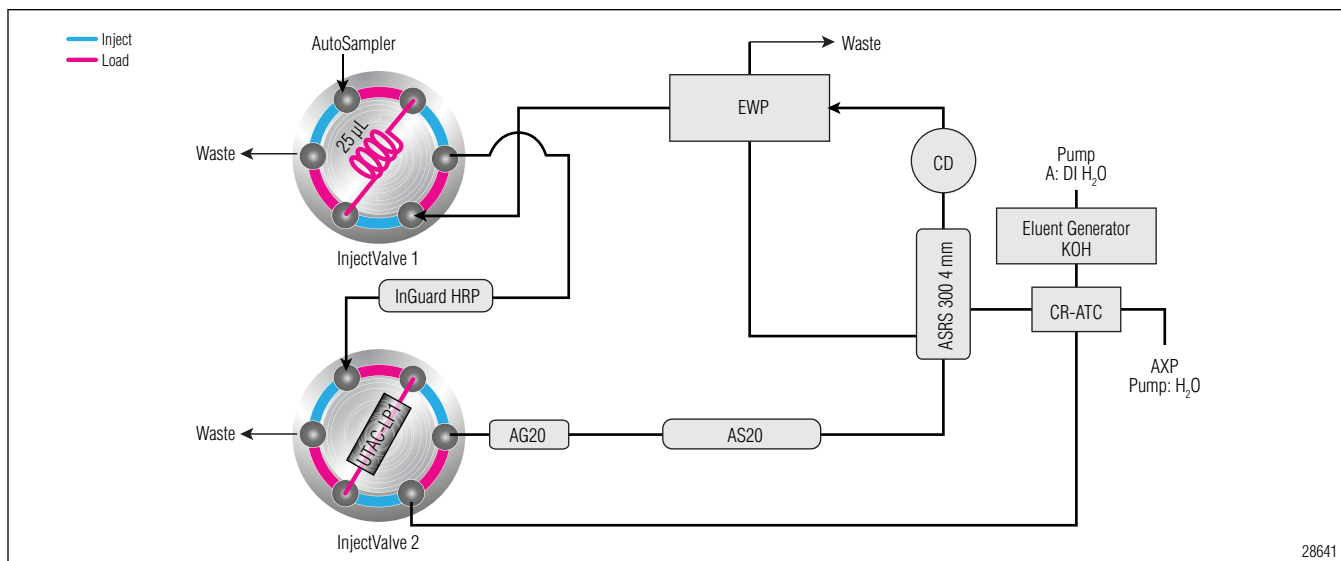 Inject
Load
AutoSampler
25 µL
Waste
InjectValve 1
InGuard HRP
UTAC-LP1
Waste
InjectValve 2
AG20
AS20
EWP
Waste
CD
ASRS 300 4 mm
Pump
A: DI H₂O
Eluent Generator
KOH
CR-ATC
AXP
Pump: H₂O
28641